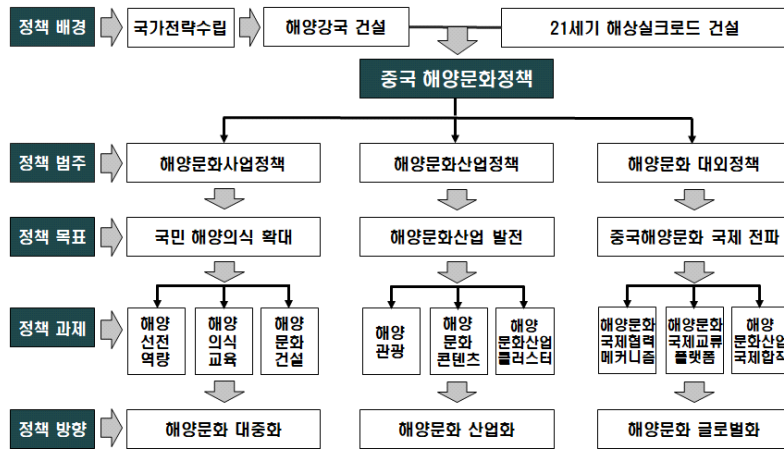 정책 배경
국가전략수립
해양강국 건설
21세기 해상실크로드 건설
중국 해양문화정책
정책 범주
해양문화사업정책
해양문화산업정책
해양문화 대외정책
정책 목표
국민 해양의식 확대
해양문화산업 발전
중국해양문화 국제 전파
정책 과제
해양
선전
역량
해양
의식
교육
해양
문화
건설
해양
관광
해양
문화
콘텐츠
해양
문화산업
클러스터
해양문화
국제협력
메커니즘
해양문화
국제교류
플랫폼
해양
문화산업
국제합작
정책 방향
해양문화 대중화
해양문화 산업화
해양문화 글로벌화